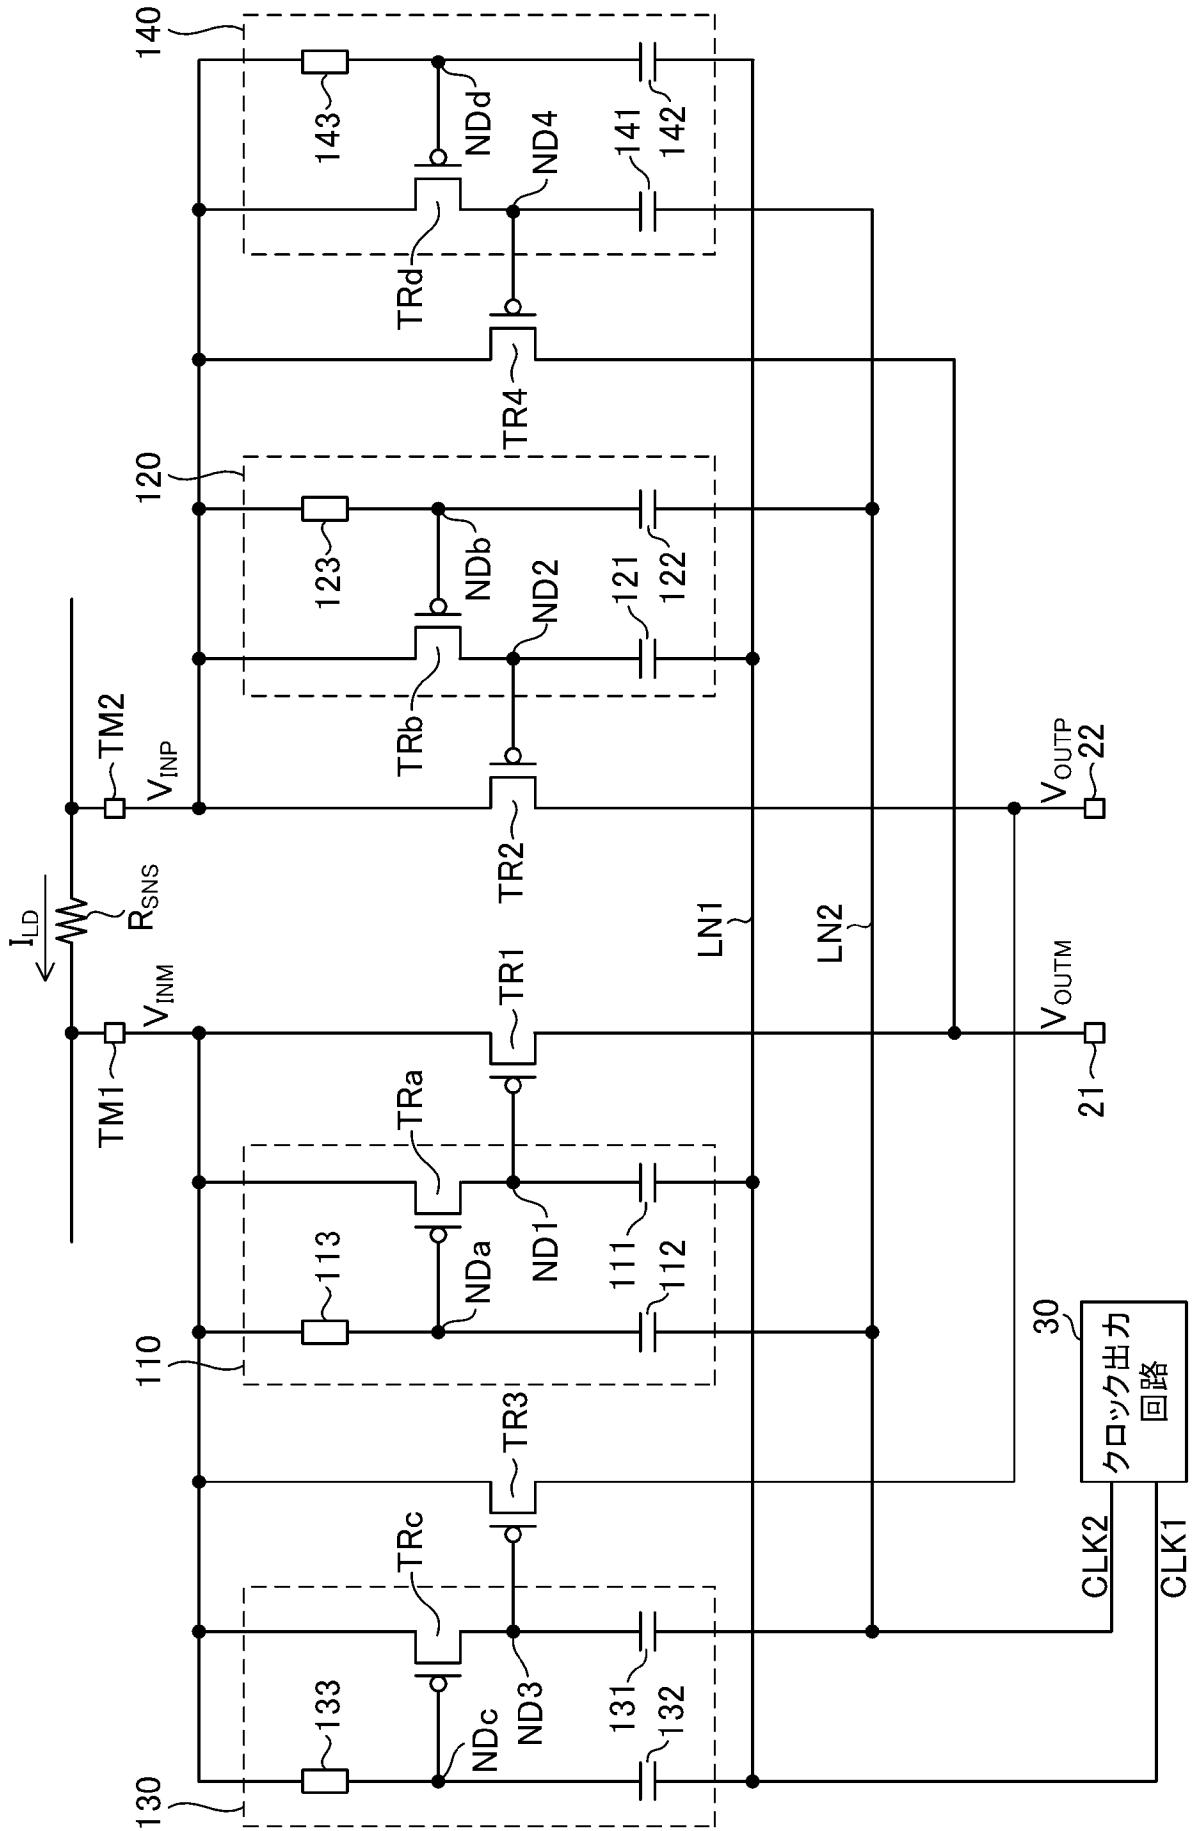 I_LD
R_SNS
TM1
TM2
V_INM
V_INP
130
110
120
140
133
113
123
143
TRc
TRa
TRb
TRd
NDc
NDa
NDb
NDd
TR3
TR1
TR2
TR4
ND3
ND1
ND2
ND4
131
132
111
112
121
122
141
142
LN1
LN2
V_OUTM
V_OUTP
21
22
30
クロック出力
回路
CLK2
CLK1